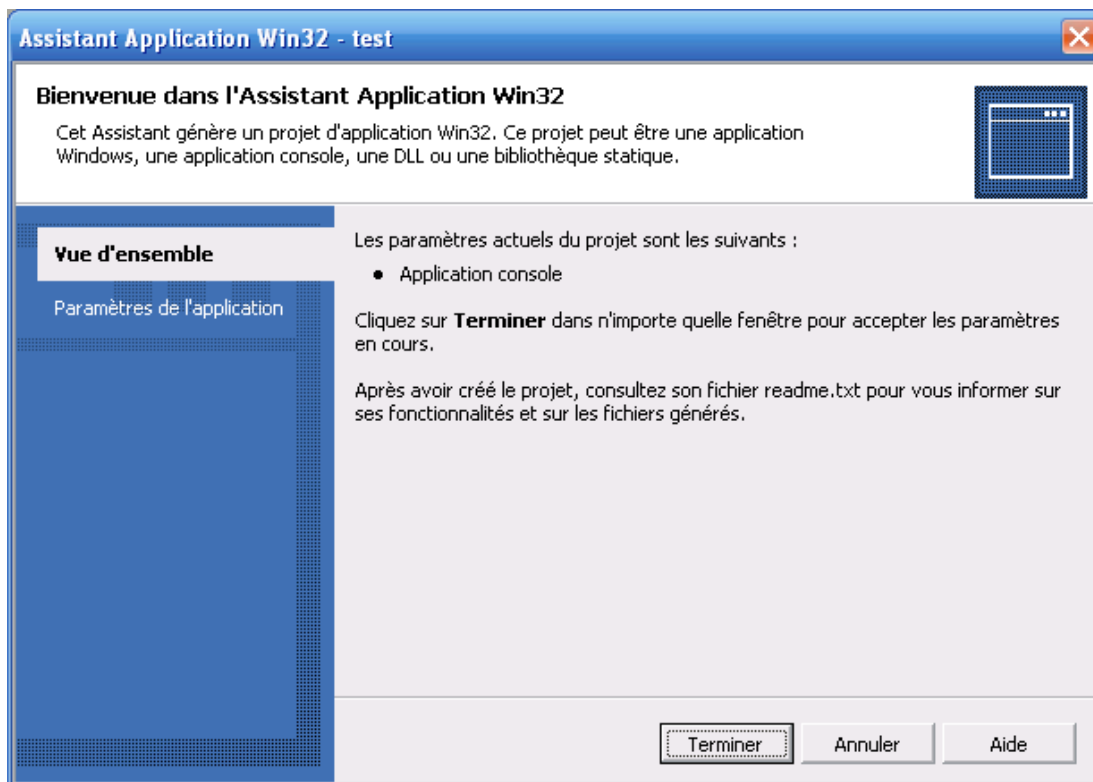 Assistant Application Win32 - test
Bienvenue dans l'Assistant Application Win32
Cet Assistant génère un projet d'application Win32. Ce projet peut être une application
Windows, une application console, une DLL ou une bibliothèque statique.
Vue d'ensemble
Paramètres de l'application
Les paramètres actuels du projet sont les suivants :
● Application console
Cliquez sur Terminer dans n'importe quelle fenêtre pour accepter les paramètres
en cours.
Après avoir créé le projet, consultez son fichier readme.txt pour vous informer sur
ses fonctionnalités et sur les fichiers générés.
Terminer
Annuler
Aide